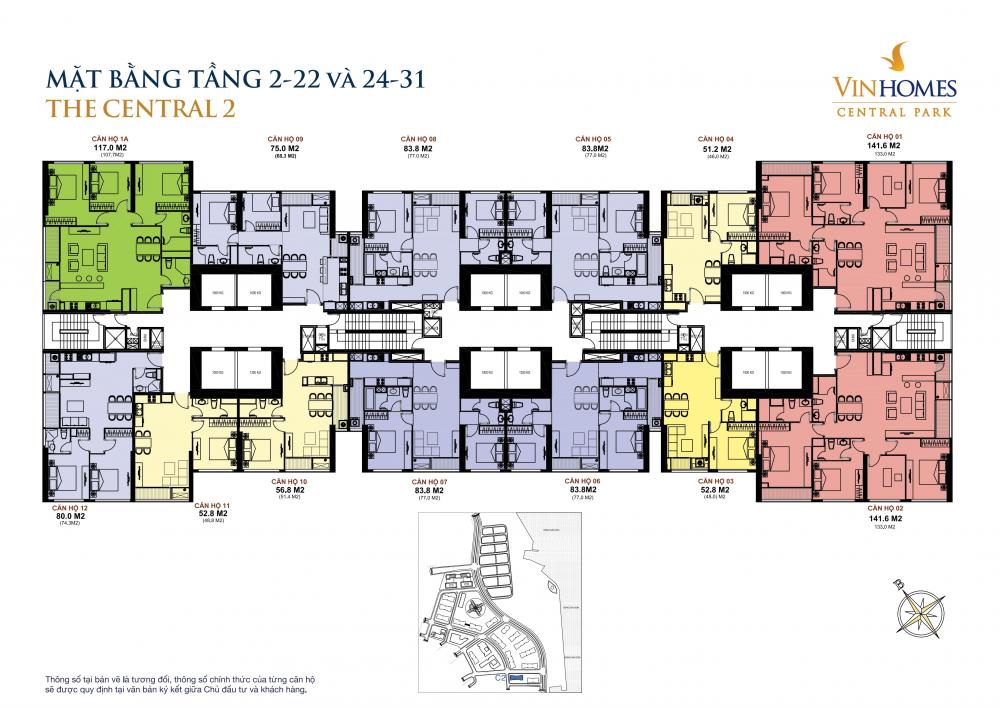 MẶT BẰNG TẦNG 2-22 VÀ 24-31
THE CENTRAL 2
VINHOMES
CENTRAL PARK
CĂN HỘ 1A
117.0 M2
(107,7M2)
CĂN HỘ 09
75.0 M2
(68,3 M2)
CĂN HỘ 08
83.8 M2
(77,0 M2)
CĂN HỘ 05
83.8M2
(77,0 M2)
CĂN HỘ 04
51.2 M2
(46,0 M2)
CĂN HỘ 01
141.6 M2
133,0 M2
CĂN HỘ 12
80.0 M2
(74,3M2)
CĂN HỘ 11
52.8 M2
(48,8 M2)
CĂN HỘ 10
56.8 M2
(51,4 M2)
CĂN HỘ 07
83.8 M2
(77,0 M2)
CĂN HỘ 06
83.8M2
(77,0 M2)
CĂN HỘ 03
52.8 M2
(48,0 M2)
CĂN HỘ 02
141.6 M2
133,0 M2
C2
Thông số tại bản vẽ là tương đối, thông số chính thức của từng căn hộ
sẽ được quy định tại văn bản ký kết giữa Chủ đầu tư và khách hàng.